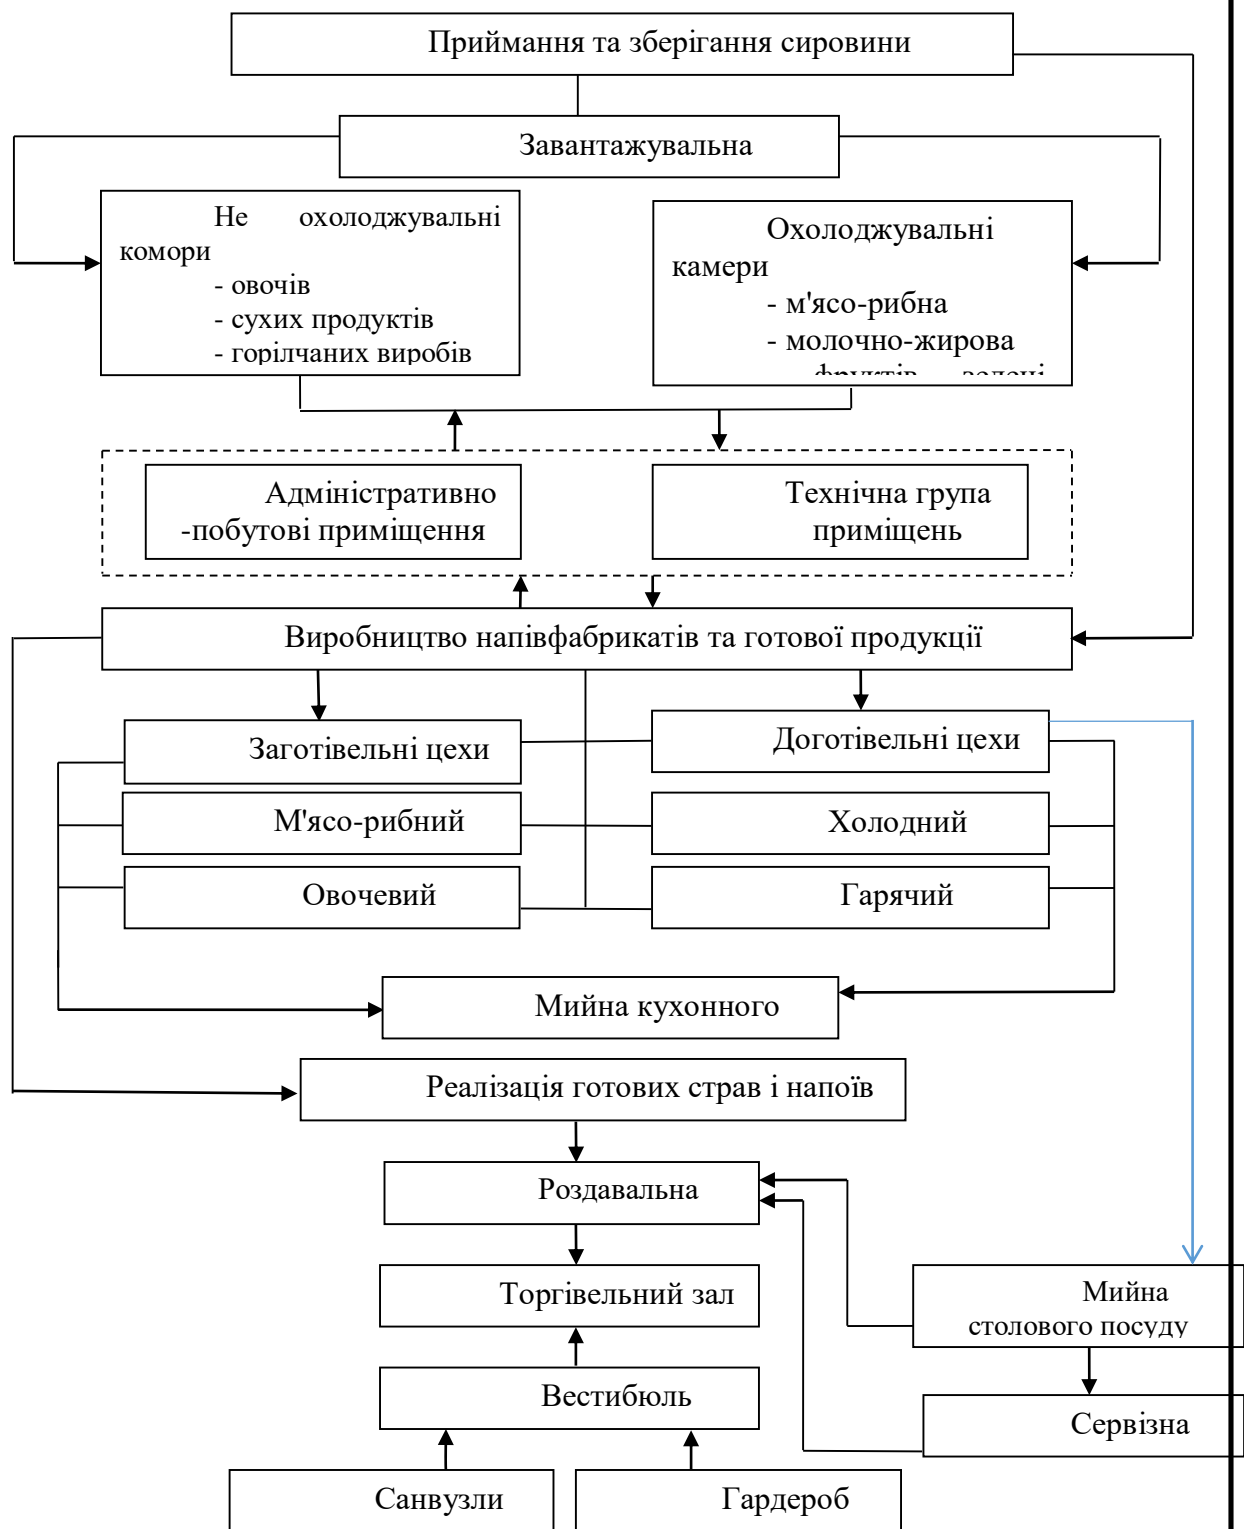 Приймання та зберігання сировини
Завантажувальна
Не охолоджувальні
комори
- овочів
- сухих продуктів
- горілчаних виробів
Охолоджувальні
камери
- м'ясо-рибна
- молочно-жирова
фруктів зелені
Адміністративно
-побутові приміщення
Технічна група
приміщень
Виробництво напівфабрикатів та готової продукції
Заготівельні цехи
Доготівельні цехи
М'ясо-рибний
Холодний
Овочевий
Гарячий
Мийна кухонного
Реалізація готових страв і напоїв
Роздавальна
Торгівельний зал
Мийна
столового посуду
Вестибюль
Сервізна
Санвузли
Гардероб